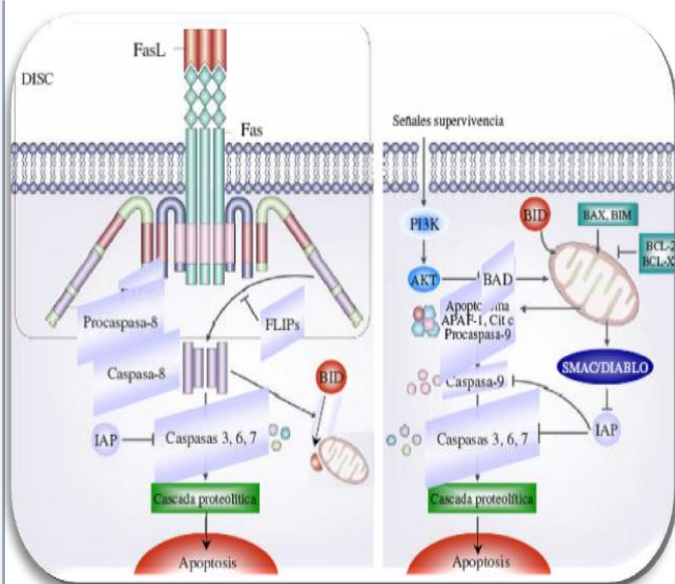 FasL
DISC
Fas
Procaspasa-8
FLIPs
Caspasa-8
BID
IAP
Caspasas 3, 6, 7
Cascada proteolítica
Apoptosis
Señales supervivencia
PI3K
BID
BAX, BIM
BCL-2
AKT
BAD
APAF-1, Cit c
Procaspasa-9
SMAC/DIABLO
Caspasa-9
IAP
Caspasas 3, 6, 7
Cascada proteolítica
Apoptosis